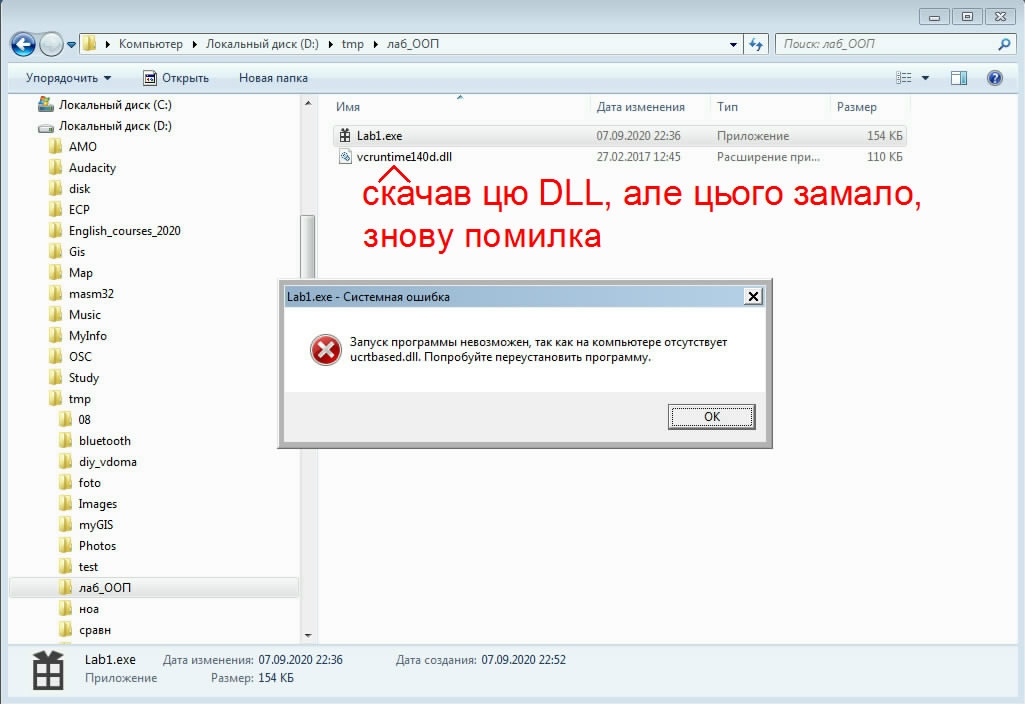 Компьютер
Локальный диск (D:)
tmp
лаб_ООП
Поиск: лаб_ООП
Упорядочить
Открыть
Новая папка
Локальный диск (C:)
Локальный диск (D:)
AMO
Audacity
disk
ECP
English_courses_2020
Gis
Map
masm32
Music
MyInfo
OSC
Study
tmp
08
bluetooth
diy_vdoma
foto
Images
myGIS
Photos
test
лаб_ООП
ноа
сравн
Имя Дата изменения Тип Размер
Lab1.exe 07.09.2020 22:36 Приложение 154 КБ
vcruntime140d.dll 27.02.2017 12:45 Расширение при... 110 КБ
скачав цю DLL, але цього замало,
знову помилка
Lab1.exe - Системная ошибка
Запуск программы невозможен, так как на компьютере отсутствует
ucrtbased.dll. Попробуйте переустановить программу.
OK
Lab1.exe Дата изменения: 07.09.2020 22:36 Дата создания: 07.09.2020 22:52
Приложение Размер: 154 КБ